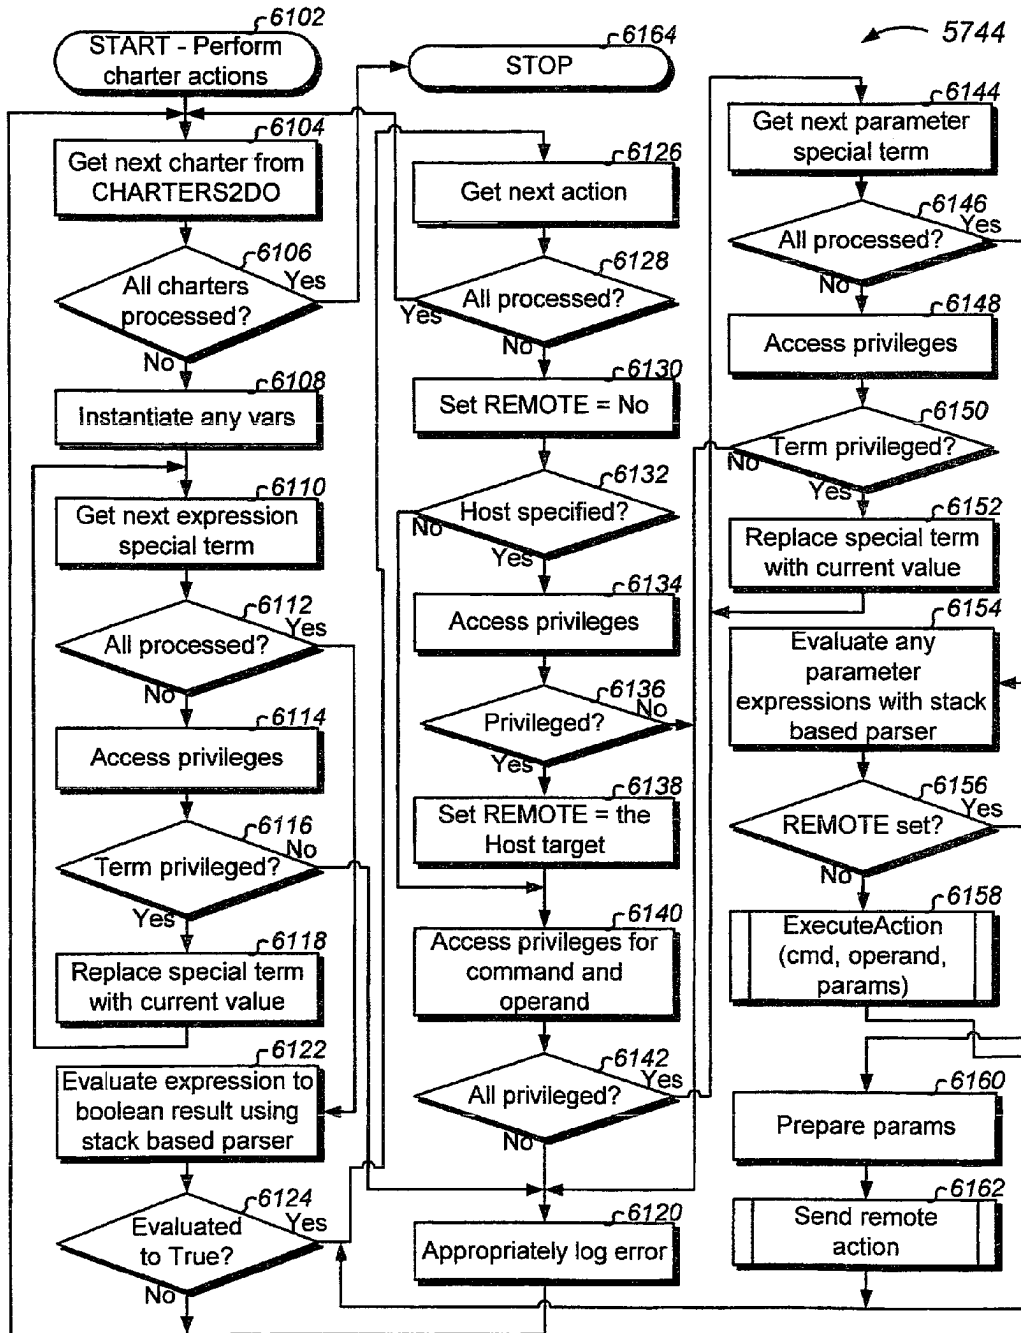 6102
START - Perform
charter actions
6104
Get next charter from
CHARTERS2DO
6106
All charters
processed?
Yes
No
6108
Instantiate any vars
6110
Get next expression
special term
6112
All processed?
Yes
No
6114
Access privileges
6116
Term privileged?
No
Yes
6118
Replace special term
with current value
6122
Evaluate expression to
boolean result using
stack based parser
6124
Evaluated
to True?
Yes
No
6164
STOP
6126
Get next action
6128
All processed?
Yes
No
6130
Set REMOTE = No
6132
Host specified?
No
Yes
6134
Access privileges
6136
Privileged?
No
Yes
6138
Set REMOTE = the
Host target
6140
Access privileges for
command and
operand
6142
All privileged?
Yes
No
6120
Appropriately log error
5744
6144
Get next parameter
special term
6146
All processed?
Yes
No
6148
Access privileges
6150
Term privileged?
No
Yes
6152
Replace special term
with current value
6154
Evaluate any
parameter
expressions with stack
based parser
6156
REMOTE set?
Yes
No
6158
ExecuteAction
(cmd, operand,
params)
6160
Prepare params
6162
Send remote
action